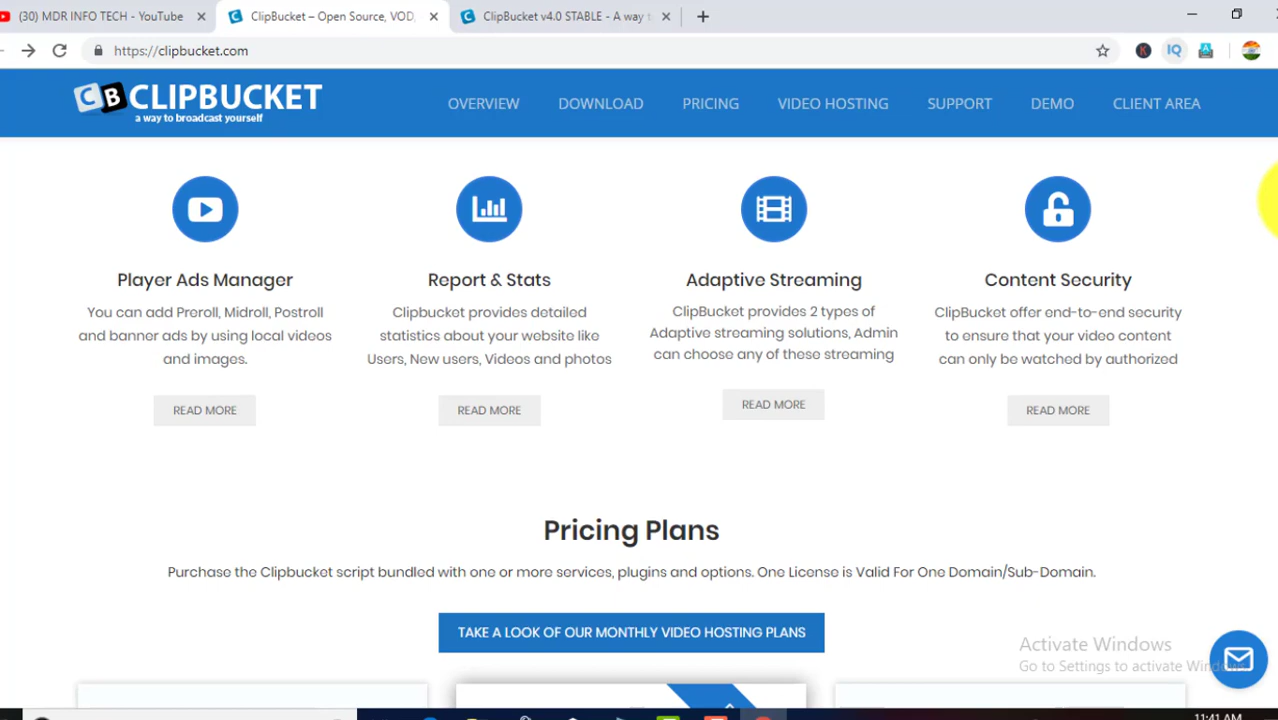 (30) MDR INFO TECH - YouTube
ClipBucket – Open Source, VOD,
ClipBucket v4.0 STABLE - A way t
https://clipbucket.com
K
IQ
CB CLIPBUCKET
a way to broadcast yourself
OVERVIEW
DOWNLOAD
PRICING
VIDEO HOSTING
SUPPORT
DEMO
CLIENT AREA
Player Ads Manager
You can add Preroll, Midroll, Postroll
and banner ads by using local videos
and images.
READ MORE
Report & Stats
Clipbucket provides detailed
statistics about your website like
Users, New users, Videos and photos
READ MORE
Adaptive Streaming
ClipBucket provides 2 types of
Adaptive streaming solutions, Admin
can choose any of these streaming
READ MORE
Content Security
ClipBucket offer end-to-end security
to ensure that your video content
can only be watched by authorized
READ MORE
Pricing Plans
Purchase the Clipbucket script bundled with one or more services, plugins and options. One License is Valid For One Domain/Sub-Domain.
TAKE A LOOK OF OUR MONTHLY VIDEO HOSTING PLANS
Activate Windows
Go to Settings to activate Windows.
11:41 AM